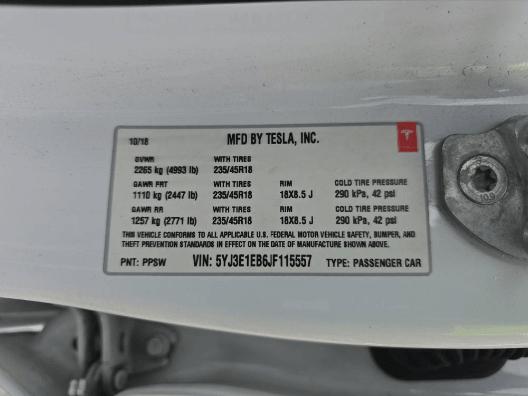 10/18 MFD BY TESLA, INC.
GVWR WITH TIRES
2265 kg (4993 lb) 235/45R18
GAWR FRT WITH TIRES RIM COLD TIRE PRESSURE
1110 kg (2447 lb) 235/45R18 18X8.5 J 290 kPa, 42 psi
GAWR RR WITH TIRES RIM COLD TIRE PRESSURE
1257 kg (2771 lb) 235/45R18 18X8.5 J 290 kPa, 42 psi
THIS VEHICLE CONFORMS TO ALL APPLICABLE U.S. FEDERAL MOTOR VEHICLE SAFETY, BUMPER, AND
THEFT PREVENTION STANDARDS IN EFFECT ON THE DATE OF MANUFACTURE SHOWN ABOVE.
PNT: PPSW VIN: 5YJ3E1EB6JF115557 TYPE: PASSENGER CAR